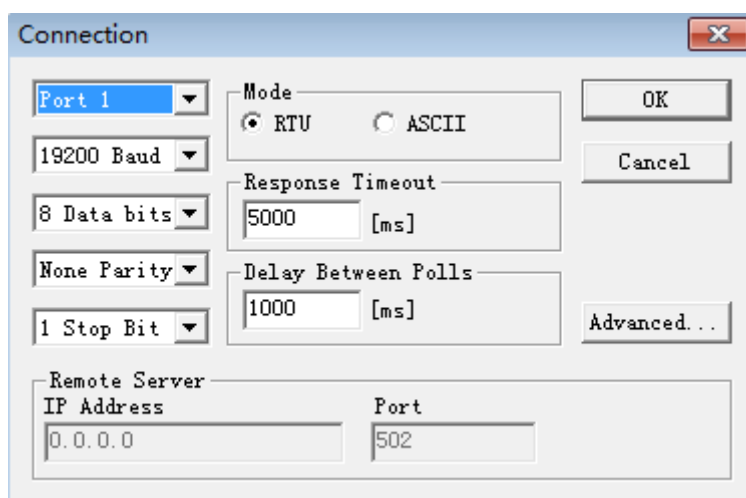 Connection
Port 1
19200 Baud
8 Data bits
None Parity
1 Stop Bit
Mode
RTU
ASCII
Response Timeout
5000
[ms]
Delay Between Polls
1000
[ms]
OK
Cancel
Advanced...
Remote Server
IP Address
Port
0.0.0.0
502